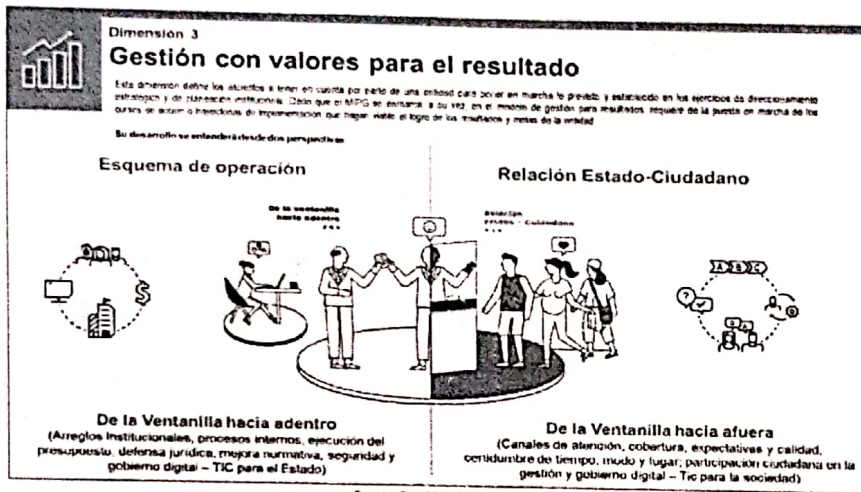 Dimensión 3
Gestión con valores para el resultado
Esta dimensión define los aspectos a tener en cuenta por parte de una entidad para poner en marcha lo previsto y establecido en los ejercicios de direccionamiento
estratégico y de planeación institucional. Dado que el MIPG se enmarca, a su vez, en el modelo de gestión para resultados, requiere de la puesta en marcha de los
cursos de acción o trayectorias de implementación que hagan viable el logro de los resultados y metas de la entidad
Su desarrollo se entenderá desde dos perspectivas
Esquema de operación
Relación Estado-Ciudadano
De la ventanilla
hacia adentro
Relación
Estado - Ciudadano
A B C
De la Ventanilla hacia adentro
(Arreglos Institucionales, procesos internos, ejecución del
presupuesto, defensa jurídica, mejora normativa, seguridad y
gobierno digital – TIC para el Estado)
De la Ventanilla hacia afuera
(Canales de atención, cobertura, expectativas y calidad,
certidumbre de tiempo, modo y lugar; participación ciudadana en la
gestión y gobierno digital – Tic para la sociedad)